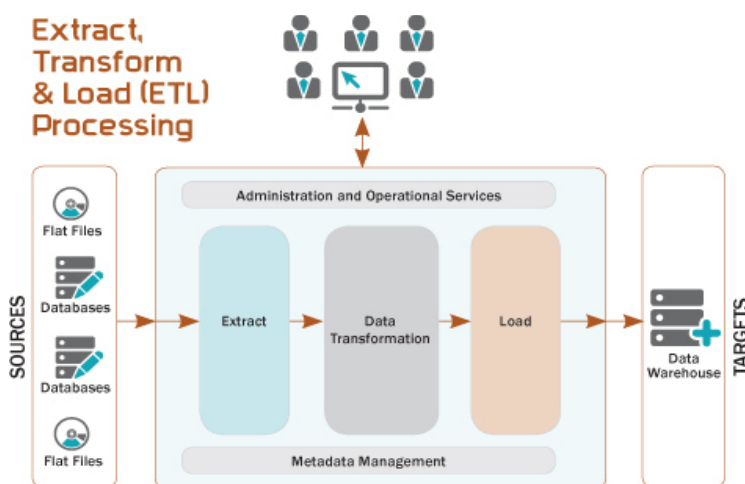 Extract,
Transform
& Load (ETL)
Processing
SOURCES
Flat Files
Databases
Databases
Flat Files
Administration and Operational Services
Extract
Data
Transformation
Load
Metadata Management
Data
Warehouse
TARGETS